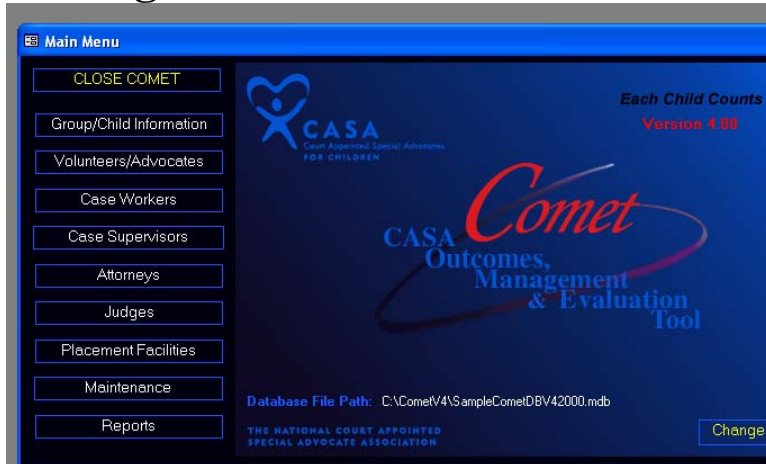 Main Menu
CLOSE COMET
Group/Child Information
Volunteers/Advocates
Case Workers
Case Supervisors
Attorneys
Judges
Placement Facilities
Maintenance
Reports
CASA
Court Appointed Special Advocates
FOR CHILDREN
Each Child Counts
Version 4.00
Comet
CASA
Outcomes,
Management
& Evaluation
Tool
Database File Path: C:\CometV4\SampleCometDBV42000.mdb
THE NATIONAL COURT APPOINTED
SPECIAL ADVOCATE ASSOCIATION
Change